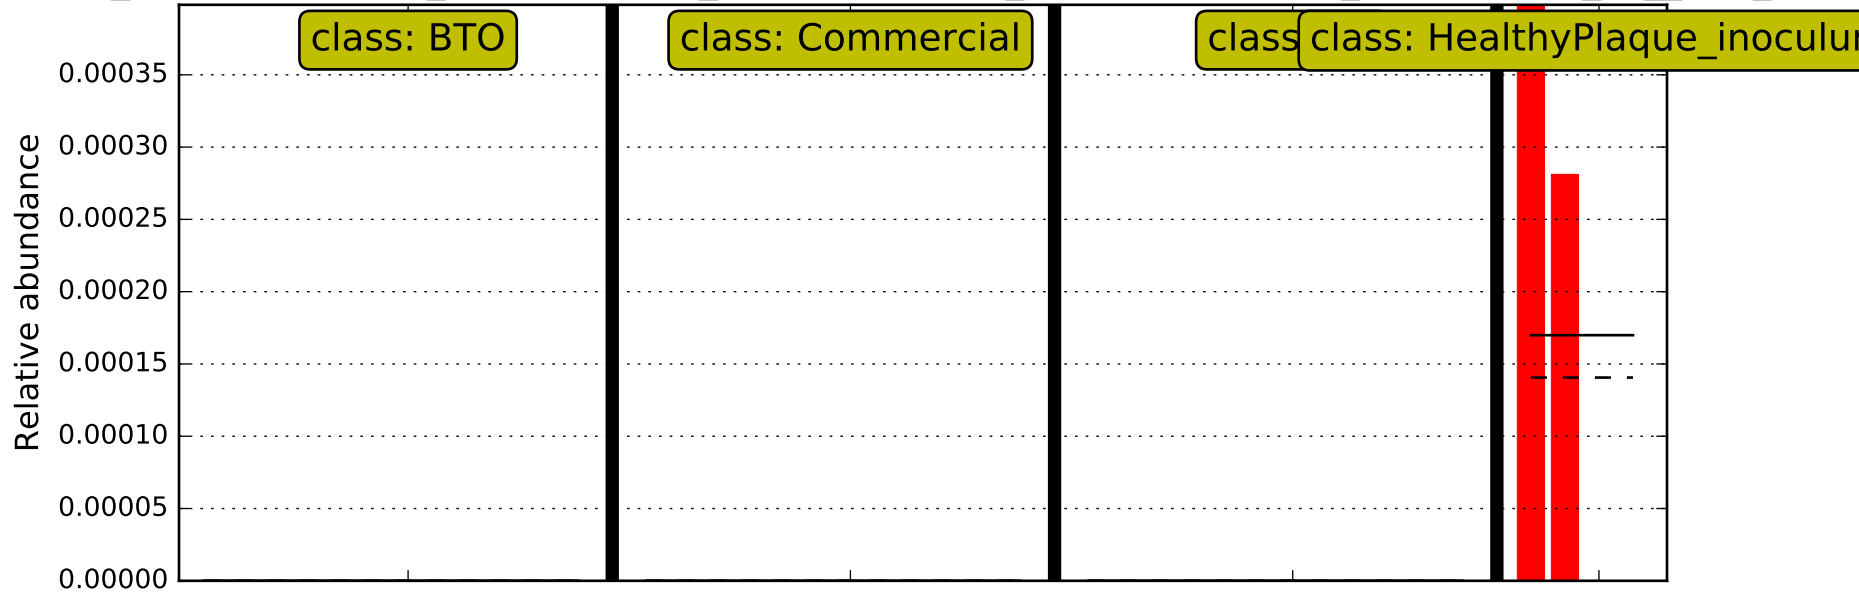 class: BTO
class: Commercial
class
class: HealthyPlaque_inoculu
0.00035
0.00030
0.00025
0.00020
0.00015
0.00010
0.00005
0.00000
Relative abundance